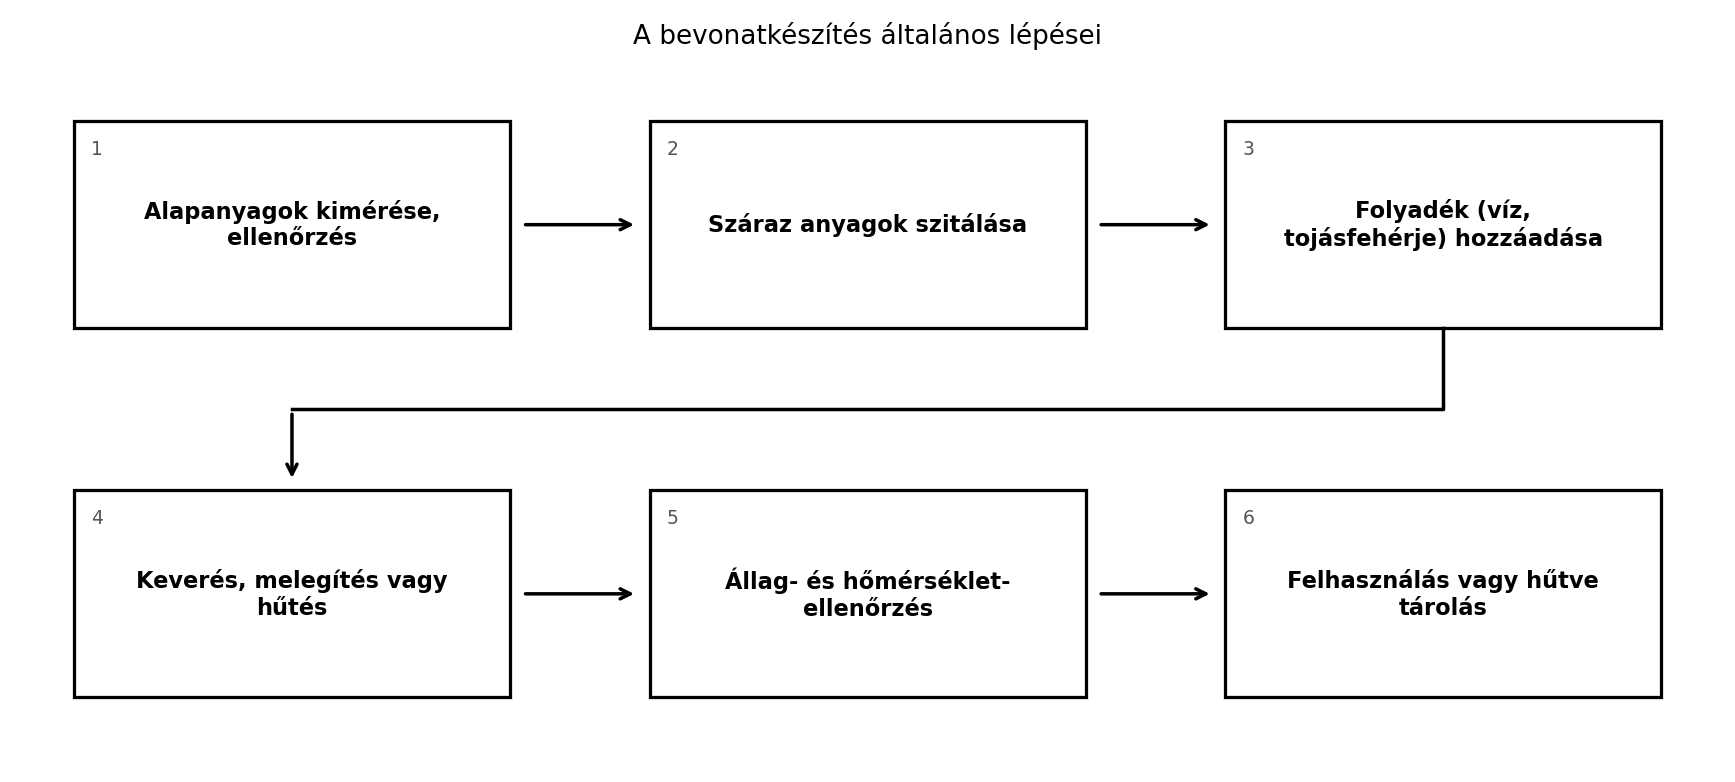 A bevonatkészítés általános lépései
1
Alapanyagok kimérése,
ellenőrzés
2
Száraz anyagok szitálása
3
Folyadék (víz,
tojásfehérje) hozzáadása
4
Keverés, melegítés vagy
hűtés
5
Állag- és hőmérséklet-
ellenőrzés
6
Felhasználás vagy hűtve
tárolás